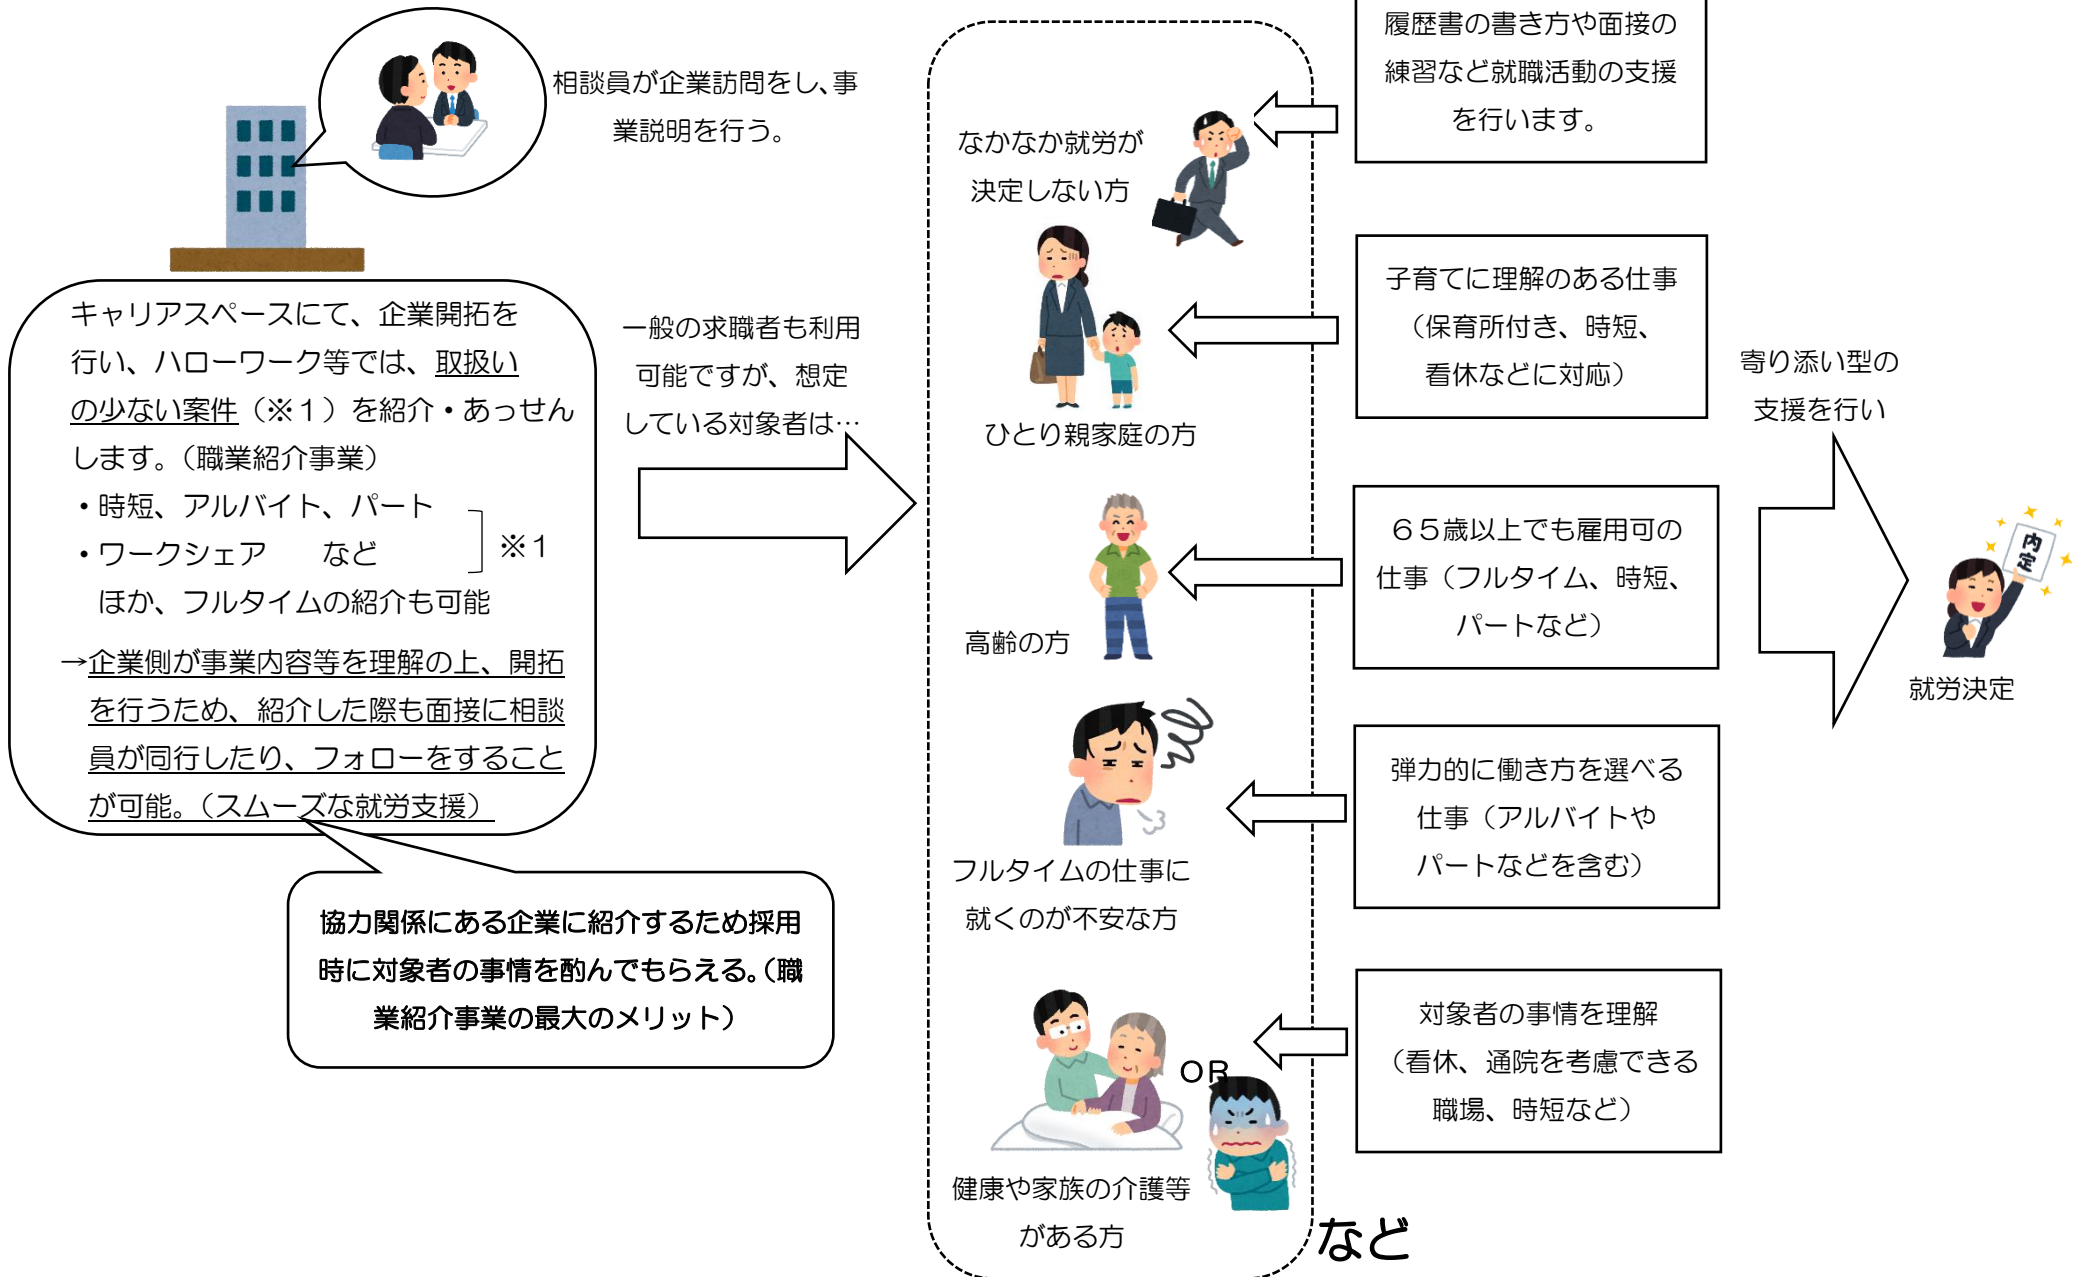 相談員が企業訪問をし、事
業説明を行う。
キャリアスペースにて、企業開拓を
行い、ハローワーク等では、取扱い
の少ない案件（※１）を紹介・あっせん
します。（職業紹介事業）
・時短、アルバイト、パート
・ワークシェア　　など
※１
ほか、フルタイムの紹介も可能
→企業側が事業内容等を理解の上、開拓
を行うため、紹介した際も面接に相談
員が同行したり、フォローをすること
が可能。（スムーズな就労支援）
協力関係にある企業に紹介するため採用
時に対象者の事情を酌んでもらえる。（職
業紹介事業の最大のメリット）
一般の求職者も利用
可能ですが、想定
している対象者は…
なかなか就労が
決定しない方
ひとり親家庭の方
高齢の方
フルタイムの仕事に
就くのが不安な方
OR
健康や家族の介護等
がある方
など
履歴書の書き方や面接の
練習など就職活動の支援
を行います。
子育てに理解のある仕事
（保育所付き、時短、
看休などに対応）
６５歳以上でも雇用可の
仕事（フルタイム、時短、
パートなど）
弾力的に働き方を選べる
仕事（アルバイトや
パートなどを含む）
対象者の事情を理解
（看休、通院を考慮できる
職場、時短など）
寄り添い型の
支援を行い
内定
就労決定